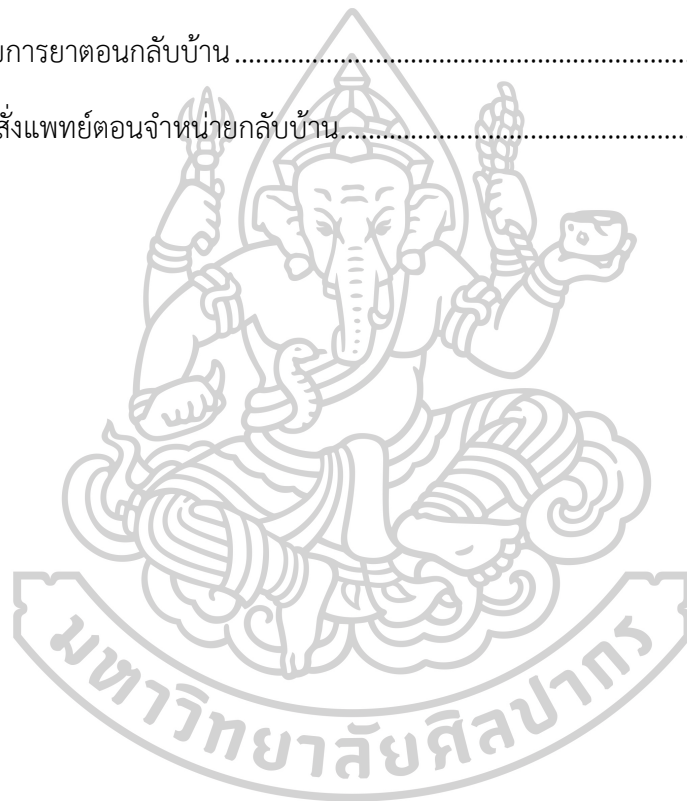 การยาตอนกลับบ้าน ........................................................
สั่งแพทย์ตอนจำหน่ายกลับบ้าน..........................................
มหาวิทยาลัยศิลปากร